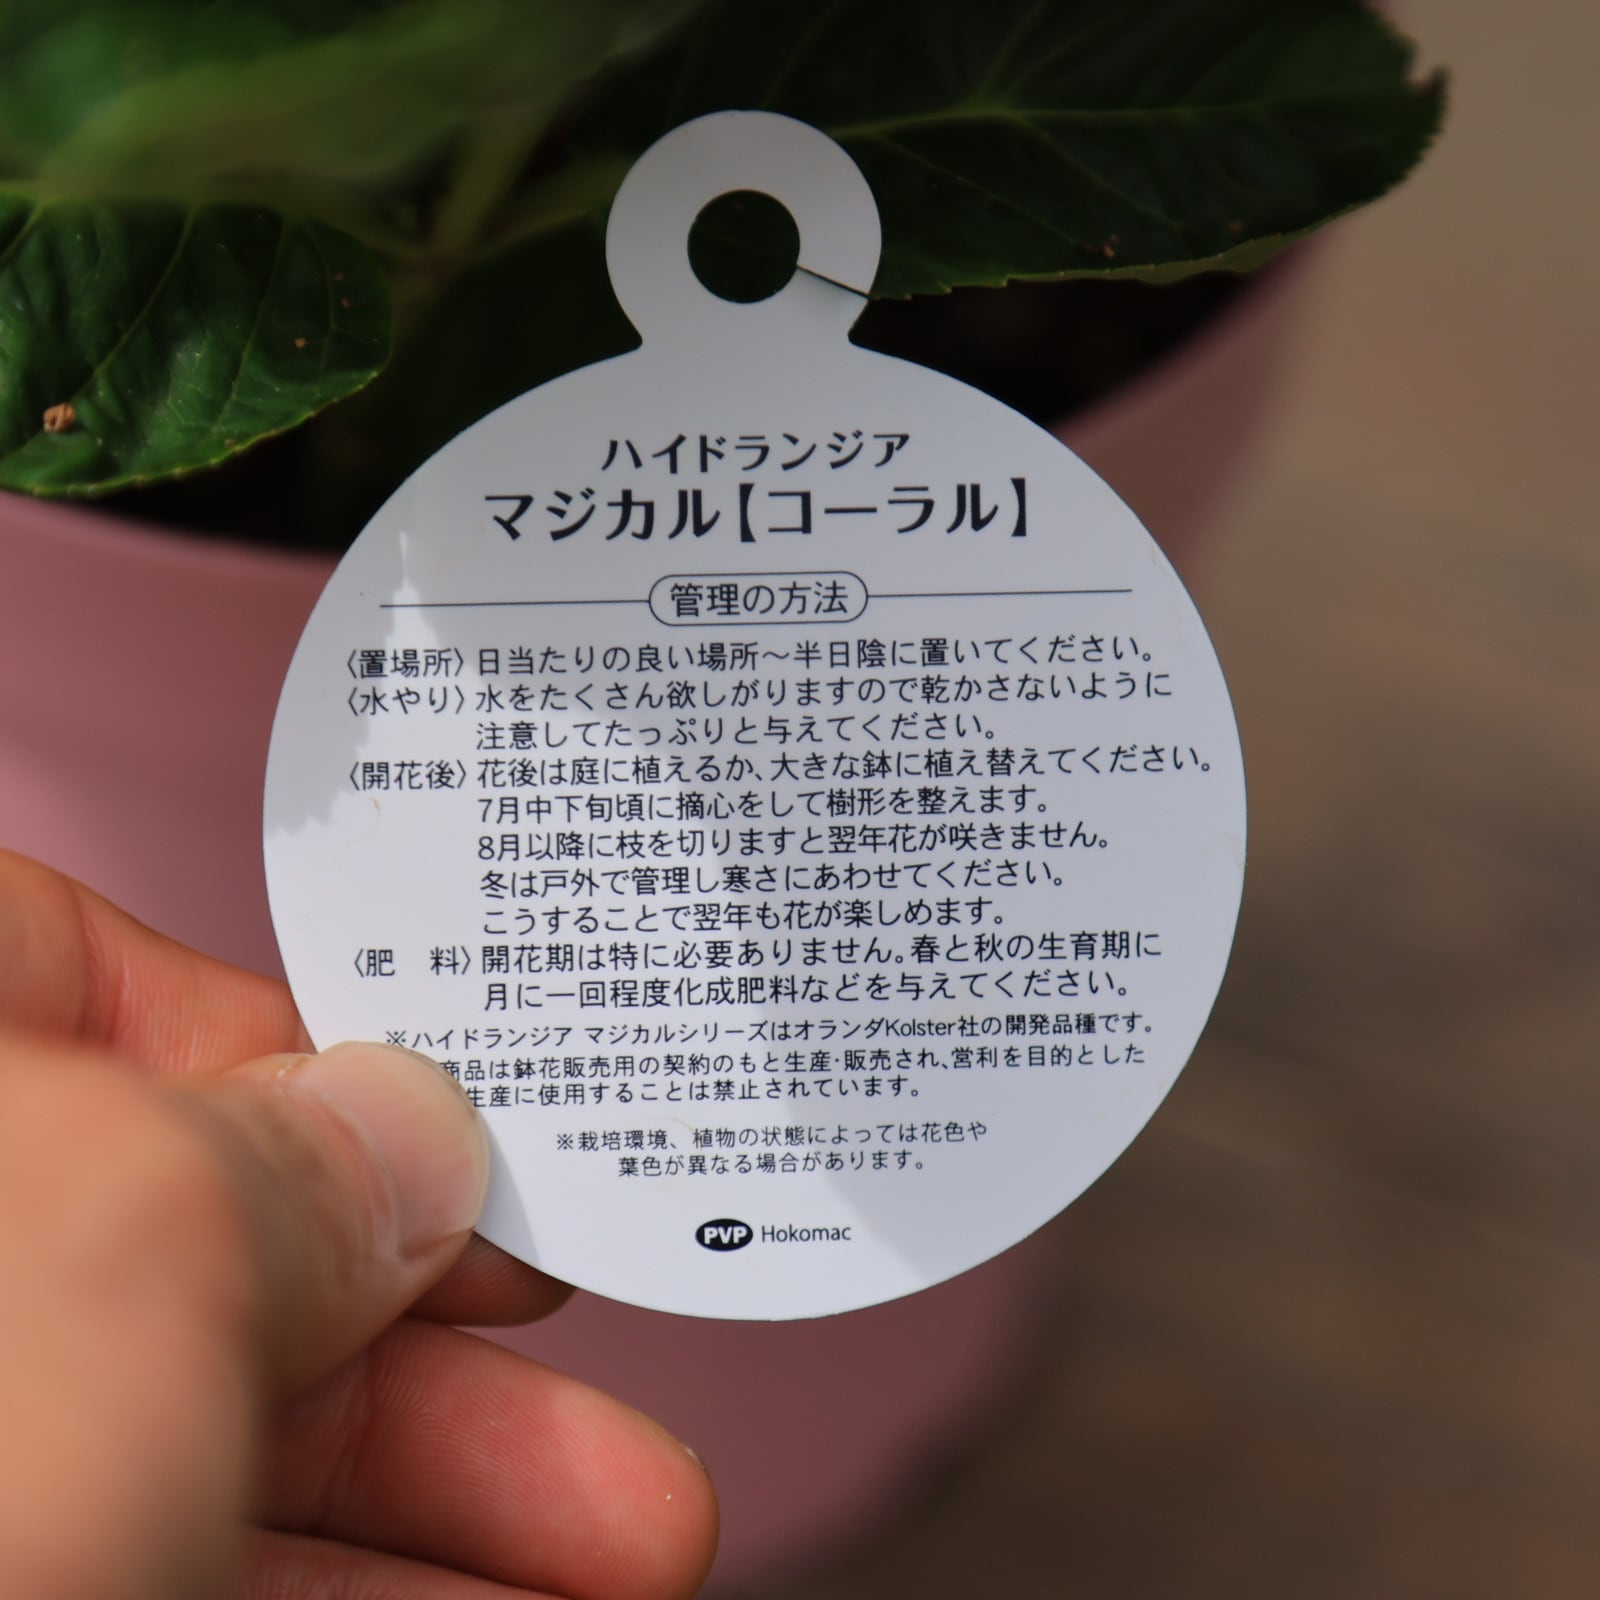 ハイドランジア
マジカル【コーラル】
管理の方法
〈置場所〉日当たりの良い場所～半日陰に置いてください。
〈水やり〉水をたくさん欲しがりますので乾かさないように
注意してたっぷりと与えてください。
〈開花後〉花後は庭に植えるか、大きな鉢に植え替えてください。
7月中下旬頃に摘心をして樹形を整えます。
8月以降に枝を切りますと翌年花が咲きません。
冬は戸外で管理し寒さにあわせてください。
こうすることで翌年も花が楽しめます。
〈肥　料〉開花期は特に必要ありません。春と秋の生育期に
月に一回程度化成肥料などを与えてください。
※ハイドランジア マジカルシリーズはオランダKolster社の開発品種です。
商品は鉢花販売用の契約のもと生産・販売され、営利を目的とした
生産に使用することは禁止されています。
※栽培環境、植物の状態によっては花色や
葉色が異なる場合があります。
PVP Hokomac